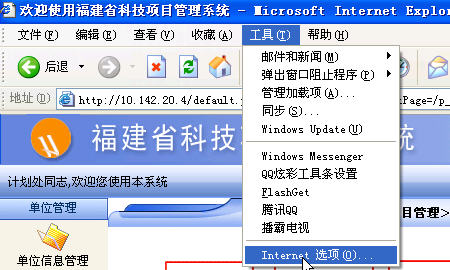 欢迎使用福建省科技项目管理系统 - Microsoft Internet Explo
文件(F) 编辑(E) 查看(V) 收藏(A) 工具(T) 帮助(H)
后退
地址(D) http://10.142.20.4/default. Page=/p_
福建省科技
管理系
计划处同志,欢迎您使用本系统
单位管理
单位信息管理
目管理>
邮件和新闻(M)
弹出窗口阻止程序(P)
管理加载项(A)...
同步(S)...
Windows Update(U)
Windows Messenger
QQ炫彩工具条设置
FlashGet
腾讯QQ
播霸电视
Internet 选项(O)...